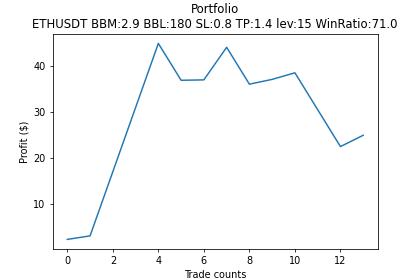 Portfolio
ETHUSDT BBM:2.9 BBL:180 SL:0.8 TP:1.4 lev:15 WinRatio:71.0
40
30
20
10
Profit ($)
0 2 4 6 8 10 12
Trade counts